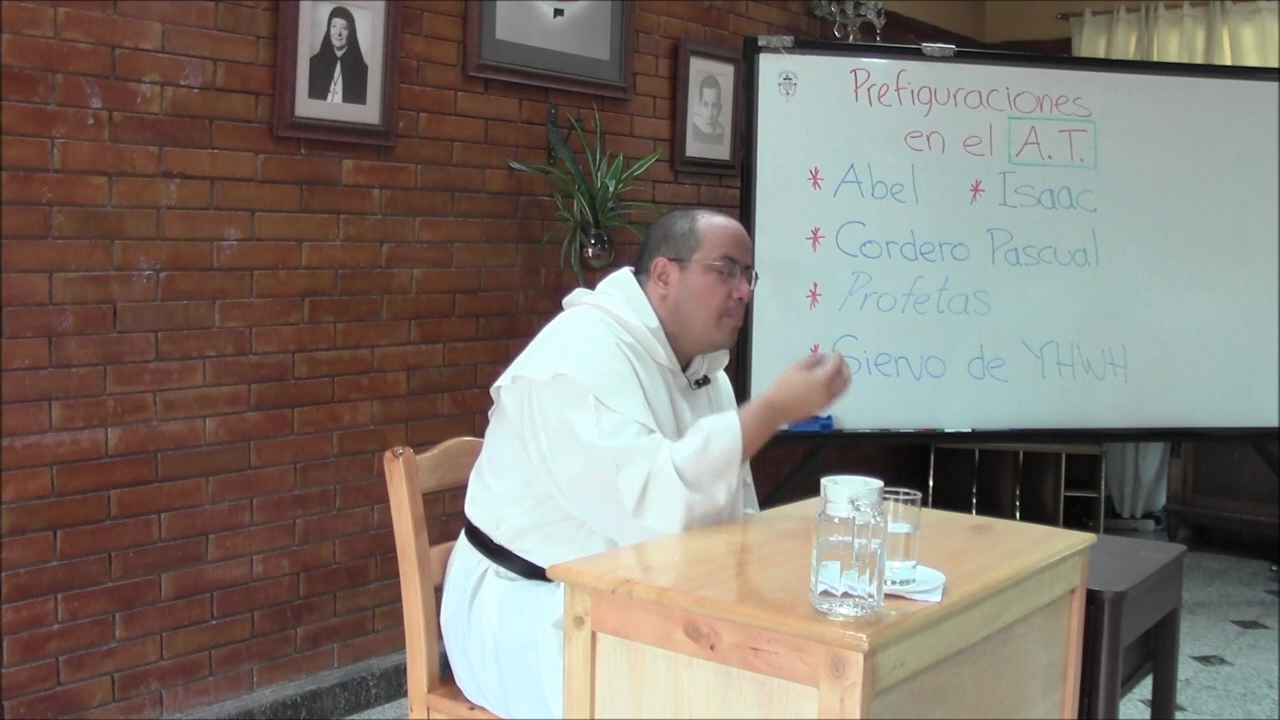 Prefiguraciones
en el A.T.
* Abel * Isaac
* Cordero Pascual
* Profetas
* Siervo de YHWH